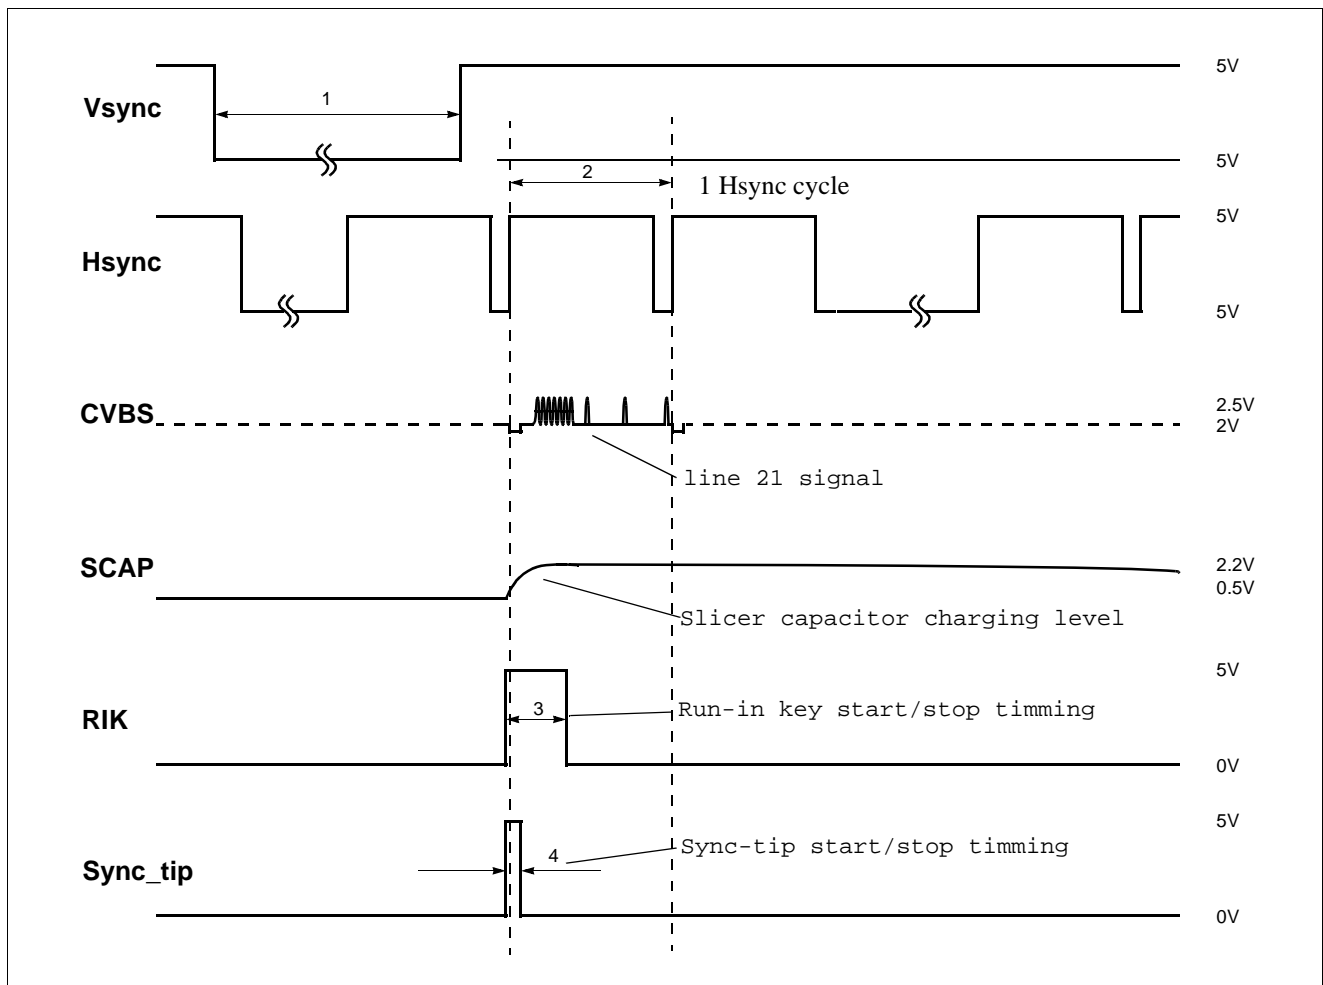 5V
Vsync
1
5V
2
1 Hsync cycle
5V
Hsync
5V
CVBS
2.5V
2V
line 21 signal
SCAP
2.2V
0.5V
Slicer capacitor charging level
5V
RIK
3
Run-in key start/stop timming
0V
5V
Sync_tip
4
Sync-tip start/stop timming
0V